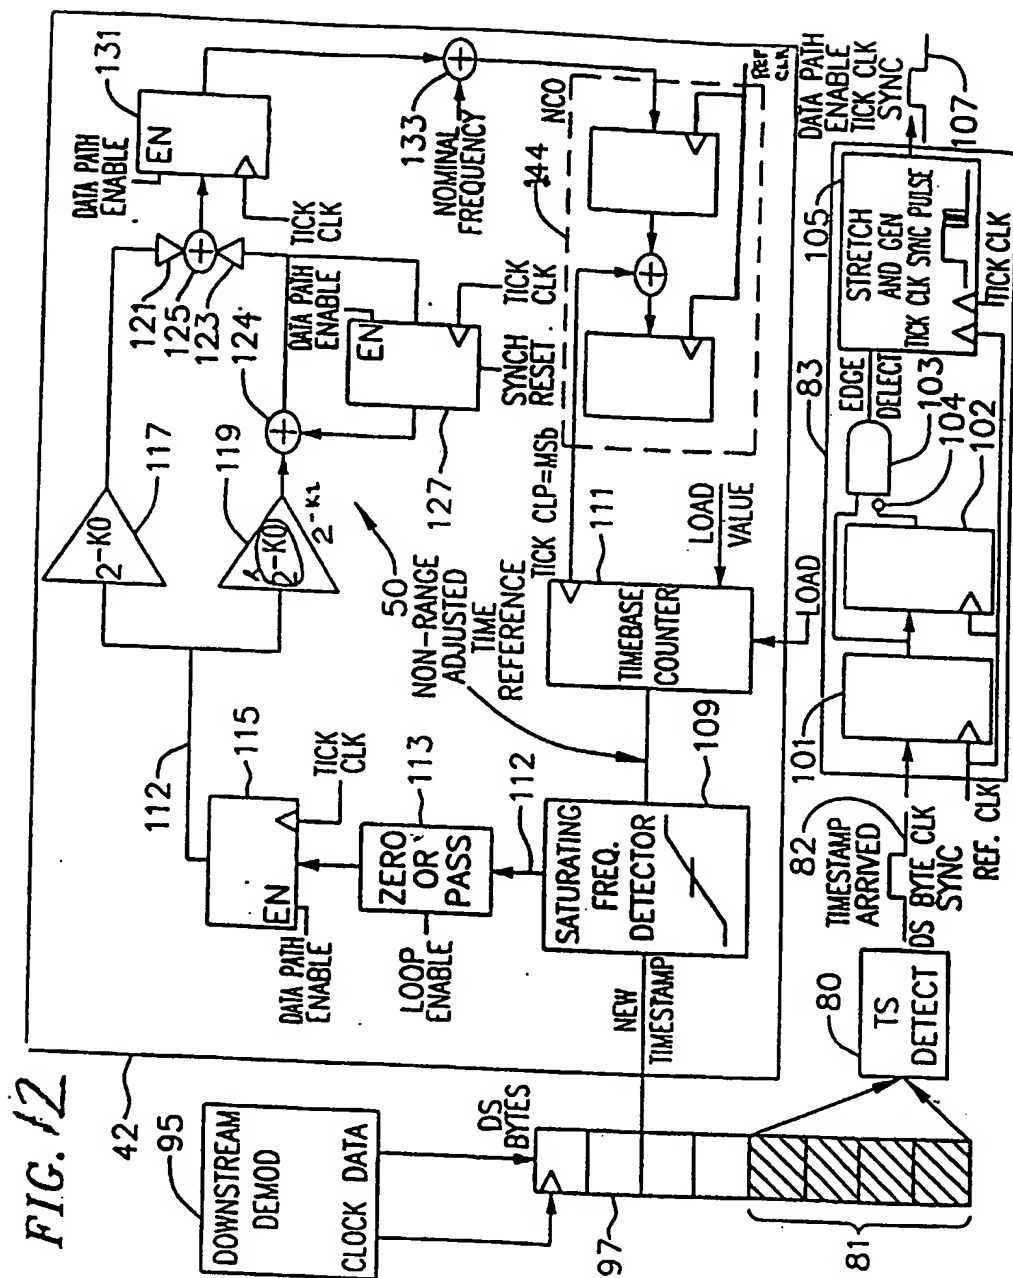 FIG. 12
42
95
DOWNSTREAM
DEMOD
CLOCK DATA
DS
BYTES
97
81
NEW
TIMESTAMP
80
TS
DETECT
TIMESTAMP
ARRIVED
82
DS BYTE CLK
SYNC
REF. CLK
112
115
EN
DATA PATH
ENABLE
TICK
CLK
113
ZERO
OR
PASS
LOOP
ENABLE
112
SATURATING
FREQ.
DETECTOR
109
50
NON-RANGE
ADJUSTED
TIME
REFERENCE
111
TIMEBASE
COUNTER
TICK CLP=MSb
LOAD
VALUE
LOAD
117
2-K0
119
2-K0
2-K1
121
125
123
124
127
EN
DATA PATH
ENABLE
SYNCH
RESET
TICK
CLK
131
EN
DATA PATH
ENABLE
TICK
CLK
133
NOMINAL
FREQUENCY
144
NCO
REF
CLK
83
101
102
104
103
EDGE
DELECT
105
STRETCH
AND GEN
TICK CLK SYNC PULSE
TICK CLK
DATA PATH
ENABLE
TICK CLK
SYNC
107